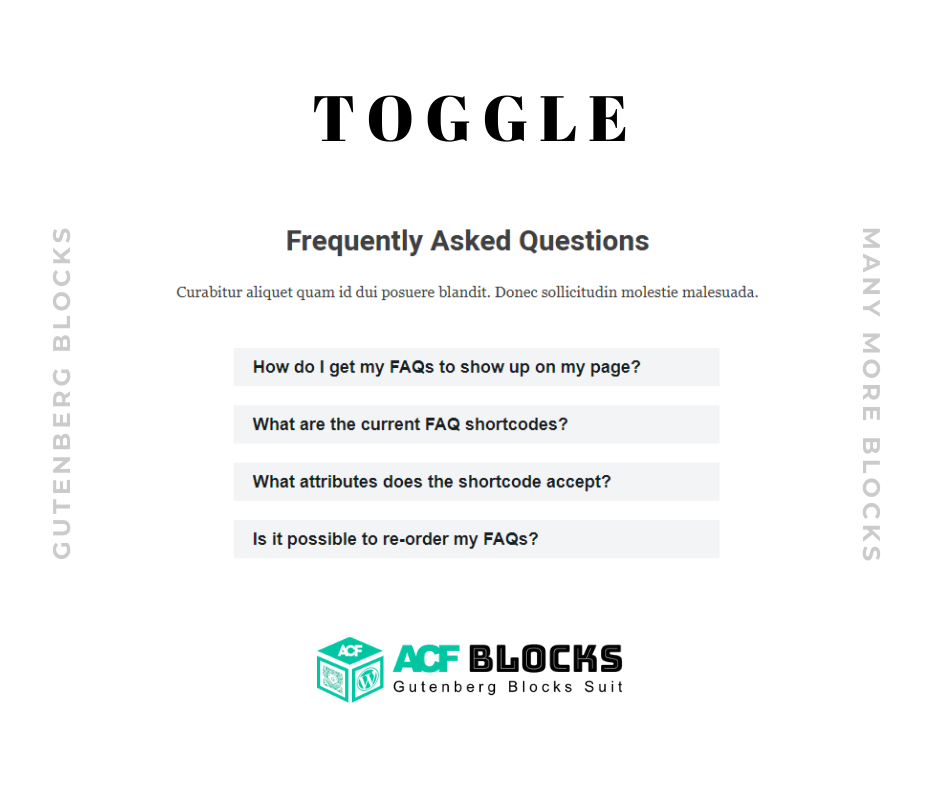 TOGGLE
GUTENBERG BLOCKS
Frequently Asked Questions
Curabitur aliquet quam id dui posuere blandit. Donec sollicitudin molestie malesuada.
How do I get my FAQs to show up on my page?
What are the current FAQ shortcodes?
What attributes does the shortcode accept?
Is it possible to re-order my FAQs?
MANY MORE BLOCKS
ACF
W
ACF BLOCKS
Gutenberg Blocks Suit